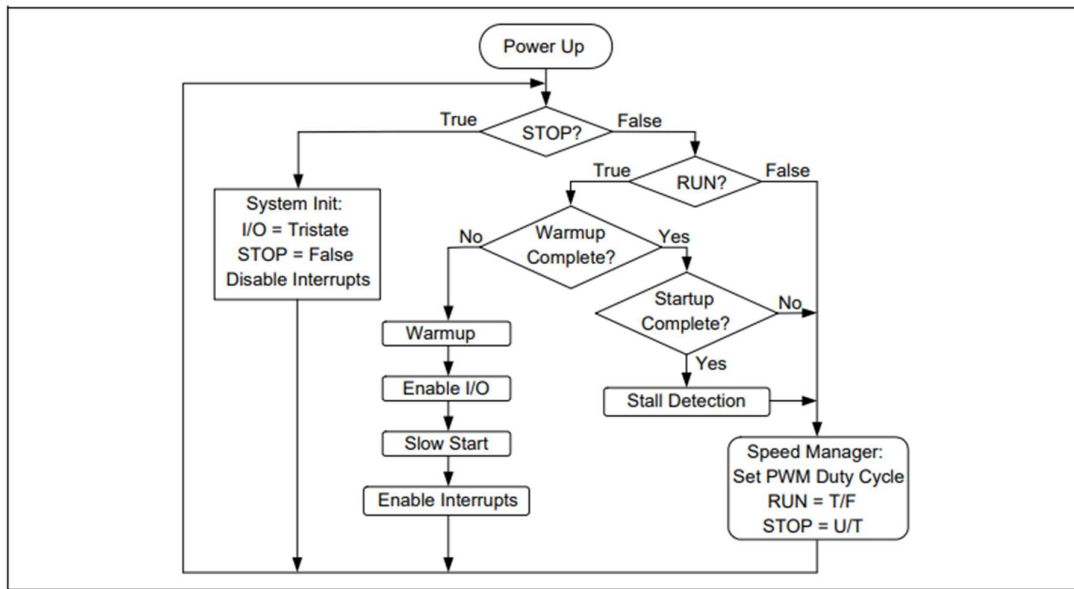 Power Up
True
STOP?
False
True
RUN?
False
System Init:
I/O = Tristate
STOP = False
Disable Interrupts
No
Warmup
Complete?
Yes
Startup
Complete?
No
Warmup
Yes
Enable I/O
Stall Detection
Slow Start
Speed Manager:
Set PWM Duty Cycle
RUN = T/F
STOP = U/T
Enable Interrupts